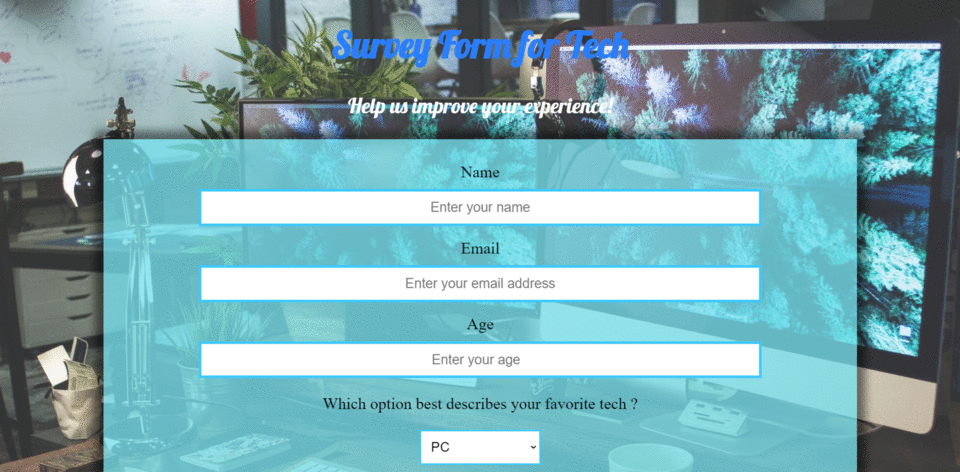 Survey Form for Tech
Help us improve your experience!
Name
Enter your name
Email
Enter your email address
Age
Enter your age
Which option best describes your favorite tech ?
PC